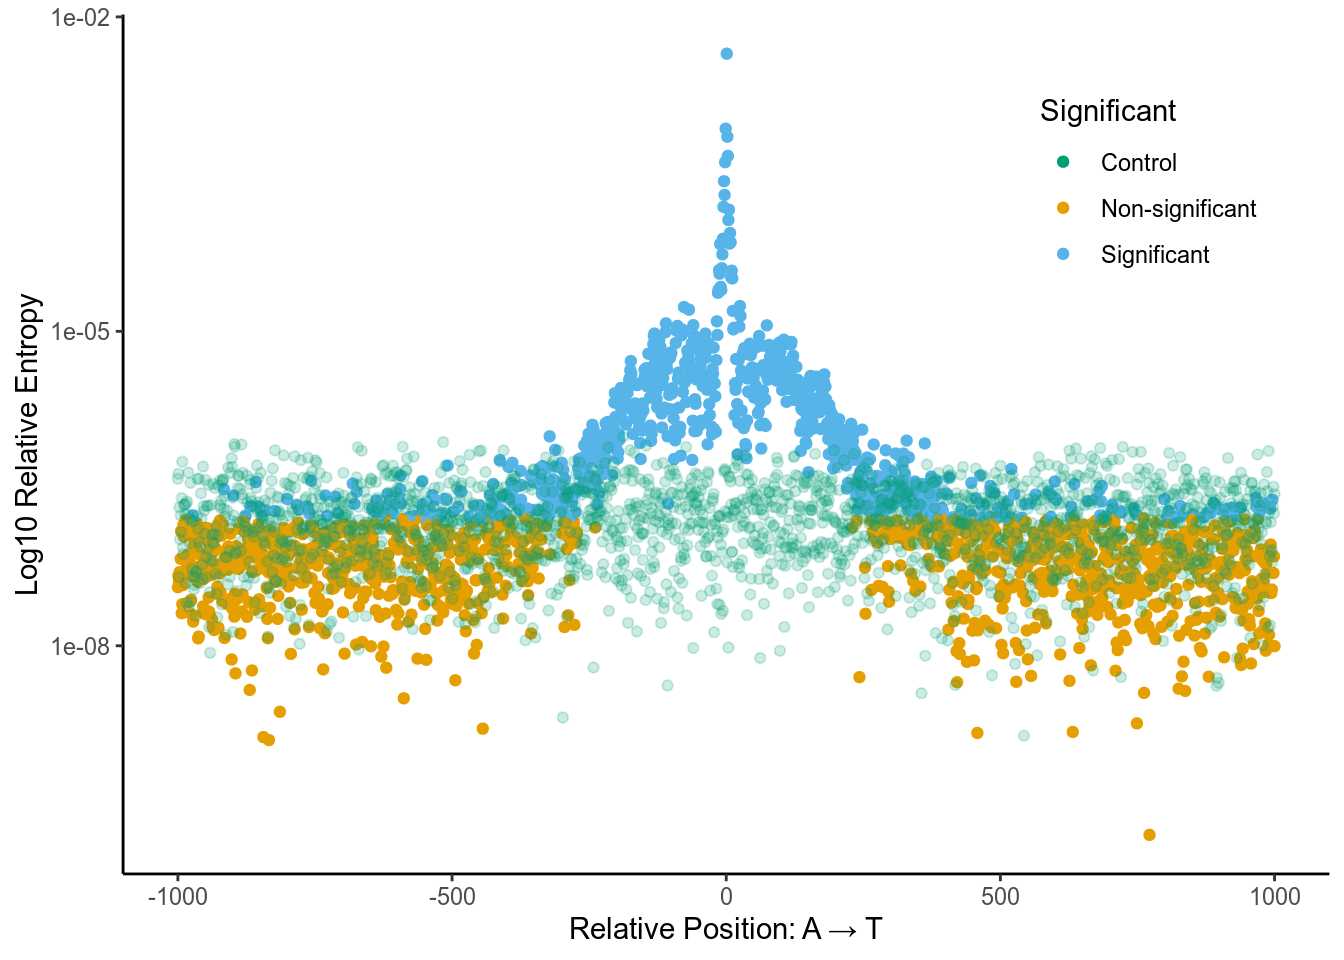 1e-02
1e-05
1e-08
Log10 Relative Entropy
Significant
Control
Non-significant
Significant
-1000
-500
0
500
1000
Relative Position: A → T